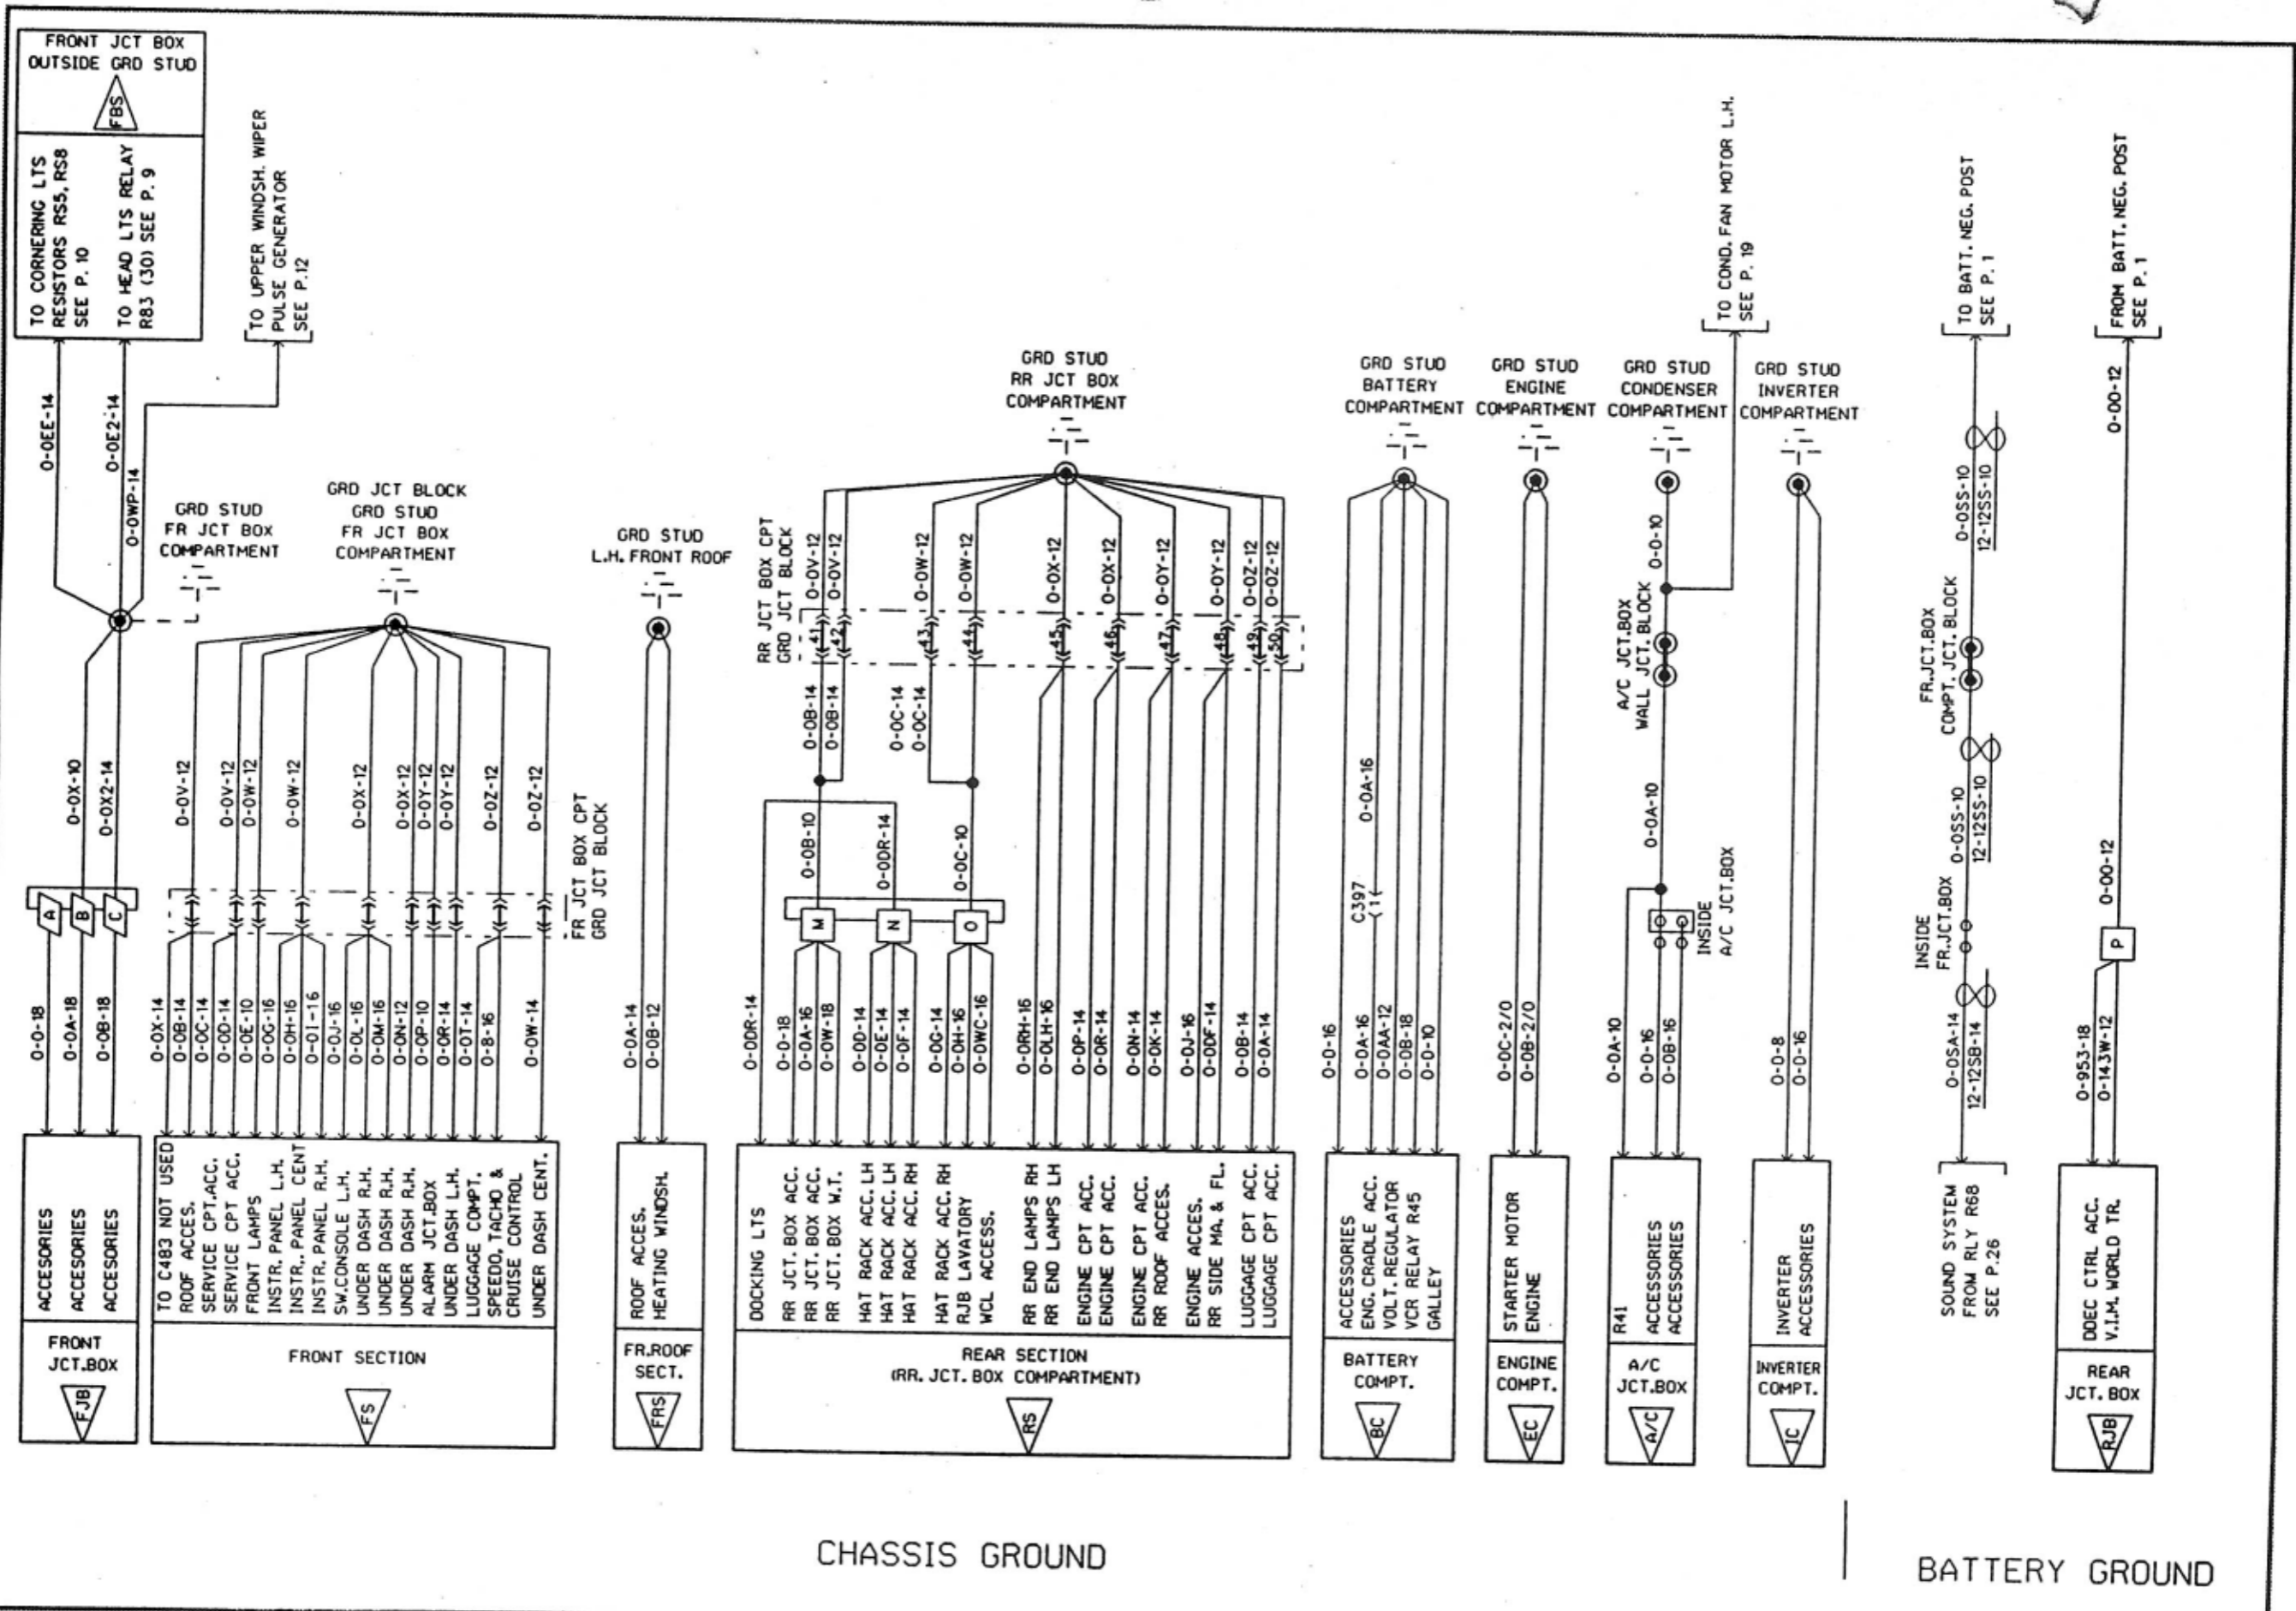 FRONT JCT BOX
OUTSIDE GRD STUD
FBS
TO CORNERING LTS
RESISTORS RS5, RS8
SEE P. 10
TO HEAD LTS RELAY
R83 (30) SEE P. 9
TO UPPER WINDSH. WIPER
PULSE GENERATOR
SEE P.12
0-0EE-14
0-0E2-14
0-0WP-14
GRD STUD
FR JCT BOX
COMPARTMENT
GRD JCT BLOCK
GRD STUD
FR JCT BOX
COMPARTMENT
GRD STUD
L.H. FRONT ROOF
GRD STUD
RR JCT BOX
COMPARTMENT
GRD STUD
BATTERY
COMPARTMENT
GRD STUD
ENGINE
COMPARTMENT
GRD STUD
CONDENSER
COMPARTMENT
GRD STUD
INVERTER
COMPARTMENT
TO COND. FAN MOTOR L.H.
SEE P. 19
TO BATT. NEG. POST
SEE P. 1
FROM BATT. NEG. POST
SEE P. 1
0-0X-10
0-0X2-14
A
B
C
0-0-18
0-0A-18
0-0B-18
ACCESORIES
ACCESORIES
ACCESORIES
FRONT
JCT.BOX
FJB
0-0V-12
0-0V-12
0-0W-12
0-0W-12
0-0X-12
0-0X-12
0-0Y-12
0-0Y-12
0-0Z-12
0-0Z-12
FR JCT BOX CPT
GRD JCT BLOCK
0-0X-14
0-0B-14
0-0C-14
0-0D-14
0-0E-10
0-0G-16
0-0H-16
0-0I-16
0-0J-16
0-0L-16
0-0M-16
0-0N-12
0-0P-10
0-0R-14
0-0T-14
0-8-16
0-0W-14
TO C483 NOT USED
ROOF ACCES.
SERVICE CPT.ACC.
SERVICE CPT ACC.
FRONT LAMPS
INSTR. PANEL L.H.
INSTR.. PANEL CENT
INSTR. PANEL R.H.
SW.CONSOLE L.H.
UNDER DASH R.H.
UNDER DASH R.H.
UNDER DASH R.H.
ALARM JCT.BOX
UNDER DASH L.H.
LUGGAGE COMPT.
SPEEDO, TACHO &
CRUISE CONTROL
UNDER DASH CENT.
FRONT SECTION
FS
0-0A-14
0-0B-12
ROOF ACCES.
HEATING WINDSH.
FR.ROOF
SECT.
FRS
RR JCT BOX CPT
GRD JCT BLOCK
0-0V-12
0-0V-12
0-0W-12
0-0W-12
0-0X-12
0-0X-12
0-0Y-12
0-0Y-12
0-0Z-12
0-0Z-12
41
42
43
44
45
46
47
48
49
50
0-0B-14
0-0B-14
0-0C-14
0-0C-14
0-0B-10
0-0DR-14
0-0C-10
M
N
O
0-0DR-14
0-0-18
0-0A-16
0-0W-18
0-0D-14
0-0E-14
0-0F-14
0-0G-14
0-0H-16
0-0WC-16
0-0RH-16
0-0LH-16
0-0P-14
0-0R-14
0-0N-14
0-0K-14
0-0J-16
0-0DF-14
0-0B-14
0-0A-14
DOCKING LTS
RR JCT. BOX ACC.
RR JCT. BOX ACC.
RR JCT. BOX W.T.
HAT RACK ACC. LH
HAT RACK ACC. LH
HAT RACK ACC. RH
HAT RACK ACC. RH
RJB LAVATORY
WCL ACCESS.
RR END LAMPS RH
RR END LAMPS LH
ENGINE CPT ACC.
ENGINE CPT ACC.
ENGINE CPT ACC.
RR ROOF ACCES.
ENGINE ACCES.
RR SIDE MA. & FL.
LUGGAGE CPT ACC.
LUGGAGE CPT ACC.
REAR SECTION
(RR. JCT. BOX COMPARTMENT)
RS
0-0A-16
C397
1
0-0-16
0-0A-16
0-0AA-12
0-0B-18
0-0-10
ACCESSORIES
ENG. CRADLE ACC.
VOLT. REGULATOR
VCR RELAY R45
GALLEY
BATTERY
COMPT.
BC
0-0C-2/0
0-0B-2/0
STARTER MOTOR
ENGINE
ENGINE
COMPT.
EC
0-0-10
A/C JCT.BOX
WALL JCT. BLOCK
0-0A-10
INSIDE
A/C JCT.BOX
0-0A-10
0-0-16
0-0B-16
R41
ACCESSORIES
ACCESSORIES
A/C
JCT.BOX
A/C
0-0-8
0-0-16
INVERTER
ACCESSORIES
INVERTER
COMPT.
IC
0-0SS-10
12-12SS-10
FR.JCT.BOX
COMPT. JCT. BLOCK
0-0SS-10
12-12SS-10
INSIDE
FR.JCT.BOX
0-0SA-14
12-12SB-14
SOUND SYSTEM
FROM RLY R68
SEE P.26
0-00-12
0-00-12
P
0-953-18
0-143W-12
DDEC CTRL ACC.
V.I.M. WORLD TR.
REAR
JCT. BOX
RJB
CHASSIS GROUND
BATTERY GROUND